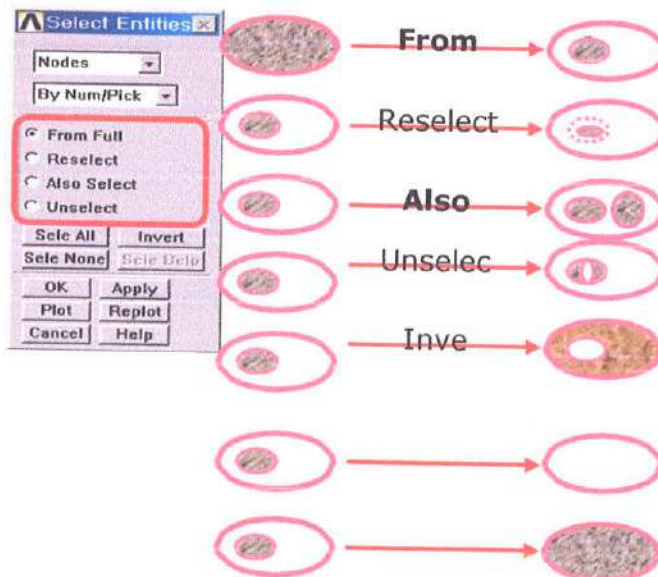 Select Entities
Nodes
By Num/Pick
From Full
Reselect
Also Select
Unselect
Sele All Invert
Sele None Sele Belo
OK Apply
Plot Replot
Cancel Help
From
Reselect
Also
Unselec
Inve